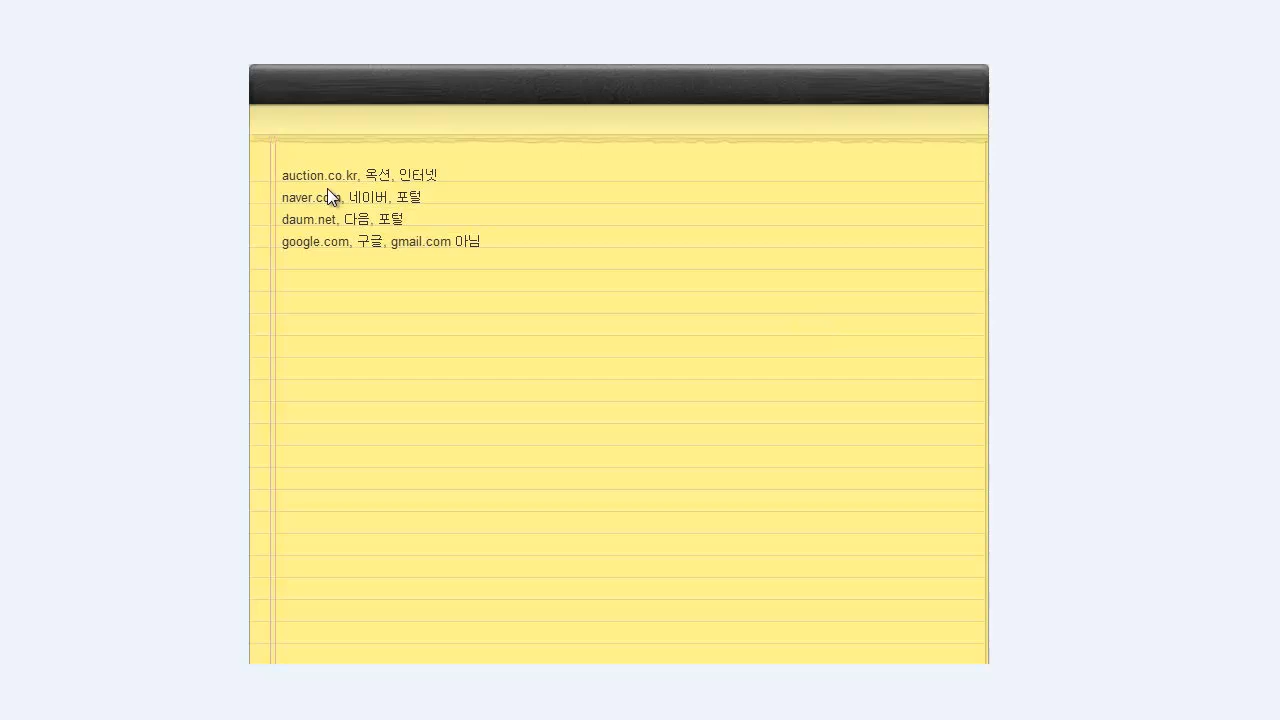 auction.co.kr, 옥션, 인터넷
naver.com, 네이버, 포털
daum.net, 다음, 포털
google.com, 구글, gmail.com 아님